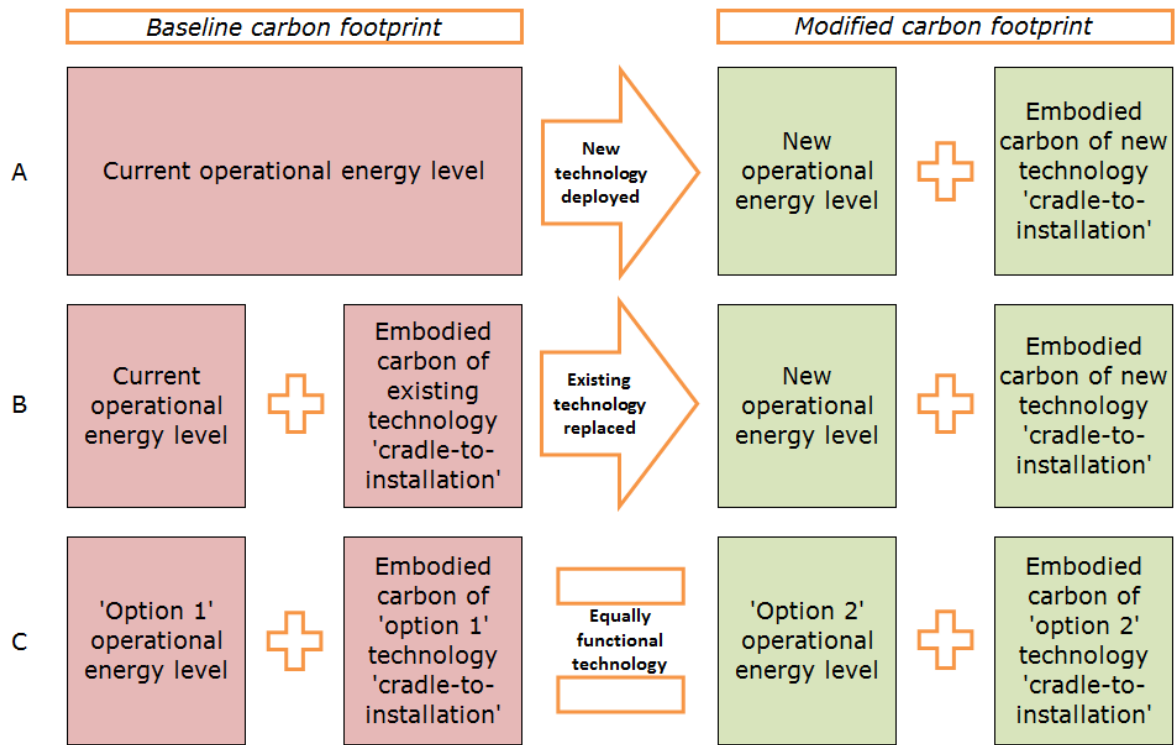 Baseline carbon footprint
Modified carbon footprint
A
Current operational energy level
New
technology
deployed
New
operational
energy level
Embodied
carbon of new
technology
'cradle-to-
installation'
B
Current
operational
energy level
Embodied
carbon of
existing
technology
'cradle-to-
installation'
Existing
technology
replaced
New
operational
energy level
Embodied
carbon of new
technology
'cradle-to-
installation'
C
'Option 1'
operational
energy level
Embodied
carbon of
'option 1'
technology
'cradle-to-
installation'
Equally
functional
technology
'Option 2'
operational
energy level
Embodied
carbon of
'option 2'
technology
'cradle-to-
installation'